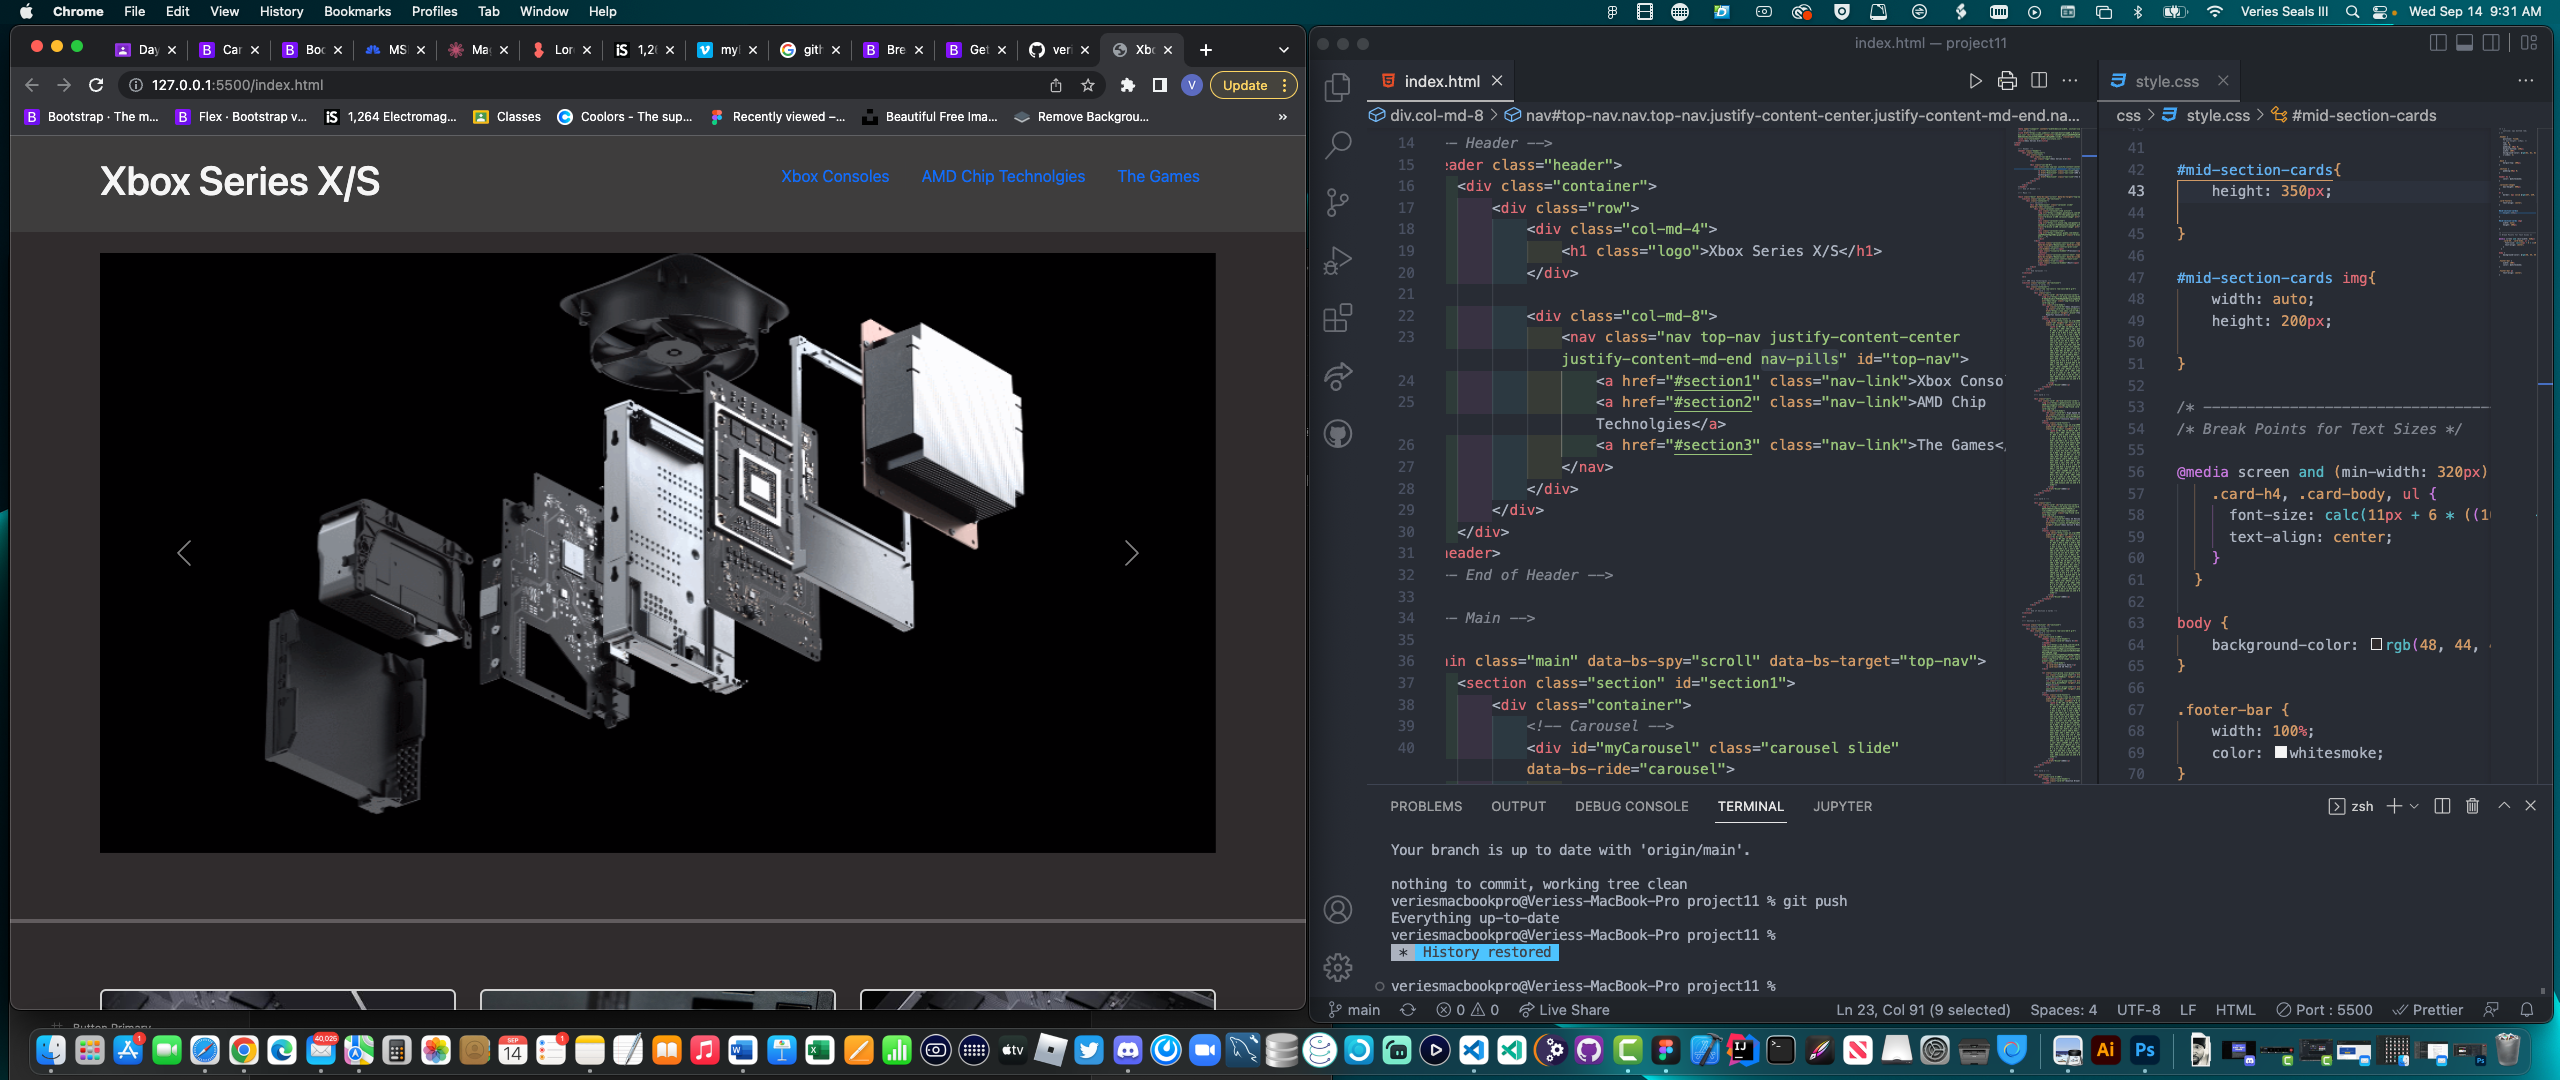 Chrome File Edit View History Bookmarks Profiles Tab Window Help
Veries Seals III Wed Sep 14 9:31 AM
Day Car Boo MS Ma Lor 1,2 my git Bre Get ver Xb
127.0.0.1:5500/index.html
V Update
Bootstrap · The m... Flex · Bootstrap v... 1,264 Electromag... Classes Coolors - The sup... Recently viewed –... Beautiful Free Ima... Remove Backgrou... »
Xbox Series X/S
Xbox Consoles AMD Chip Technolgies The Games
index.html — project11
index.html
div.col-md-8 > nav#top-nav.nav.top-nav.justify-content-center.justify-content-md-end.na...
14 -- Header -->
15 eader class="header">
16 <div class="container">
17 <div class="row">
18 <div class="col-md-4">
19 <h1 class="logo">Xbox Series X/S</h1>
20 </div>
21
22 <div class="col-md-8">
23 <nav class="nav top-nav justify-content-center
justify-content-md-end nav-pills" id="top-nav">
24 <a href="#section1" class="nav-link">Xbox Conso
25 <a href="#section2" class="nav-link">AMD Chip
Technolgies</a>
26 <a href="#section3" class="nav-link">The Games<
27 </nav>
28 </div>
29 </div>
30 </div>
31 header>
32 -- End of Header -->
33
34 -- Main -->
35
36 in class="main" data-bs-spy="scroll" data-bs-target="top-nav">
37 <section class="section" id="section1">
38 <div class="container">
39 <!-- Carousel -->
40 <div id="myCarousel" class="carousel slide"
data-bs-ride="carousel">
style.css
css > style.css > #mid-section-cards
41
42 #mid-section-cards{
43 height: 350px;
44
45 }
46
47 #mid-section-cards img{
48 width: auto;
49 height: 200px;
50
51 }
52
53 /* ---------------------------------
54 /* Break Points for Text Sizes */
55
56 @media screen and (min-width: 320px)
57 .card-h4, .card-body, ul {
58 font-size: calc(11px + 6 * ((10
59 text-align: center;
60 }
61 }
62
63 body {
64 background-color: rgb(48, 44,
65 }
66
67 .footer-bar {
68 width: 100%;
69 color: whitesmoke;
70 }
PROBLEMS OUTPUT DEBUG CONSOLE TERMINAL JUPYTER
zsh
Your branch is up to date with 'origin/main'.
nothing to commit, working tree clean
veriesmacbookpro@Veriess-MacBook-Pro project11 % git push
Everything up-to-date
veriesmacbookpro@Veriess-MacBook-Pro project11 %
* History restored
veriesmacbookpro@Veriess-MacBook-Pro project11 %
main 0 0 Live Share Ln 23, Col 91 (9 selected) Spaces: 4 UTF-8 LF HTML Port : 5500 Prettier
Button Primary
1 40,026 SEP 14 1 tv Ai Ps